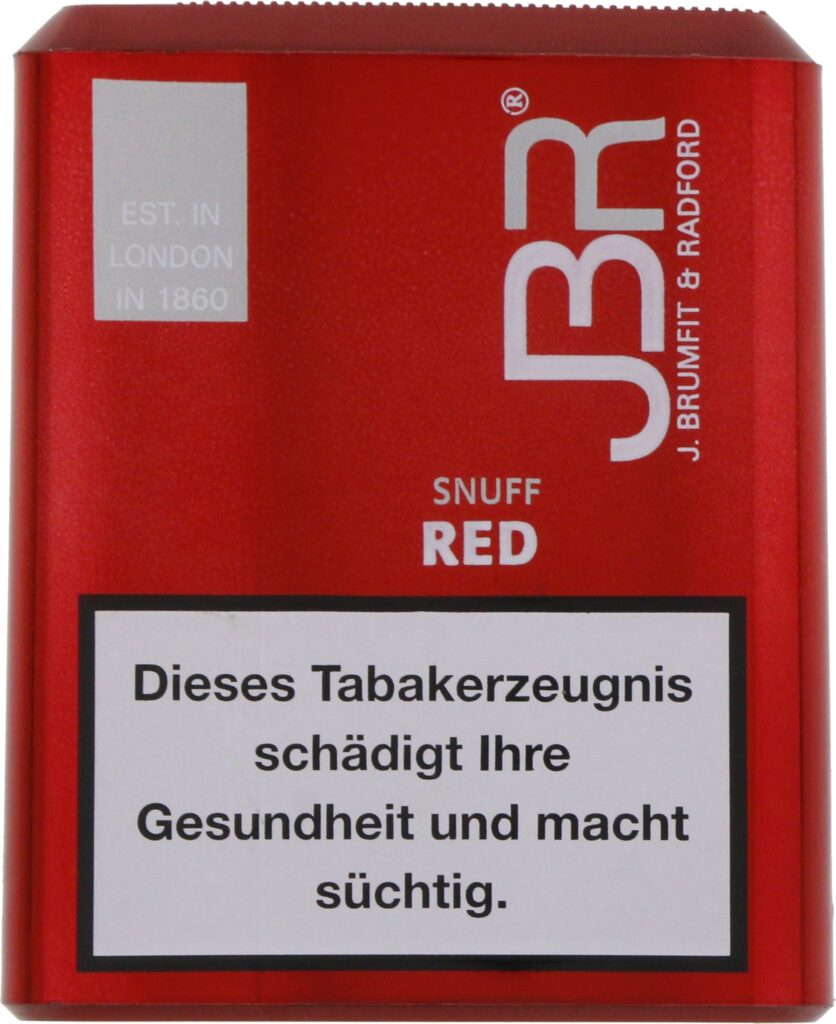 EST. IN
LONDON
IN 1860
JBR®
J. BRUMFIT & RADFORD
SNUFF
RED
Dieses Tabakerzeugnis
schädigt Ihre
Gesundheit und macht
süchtig.